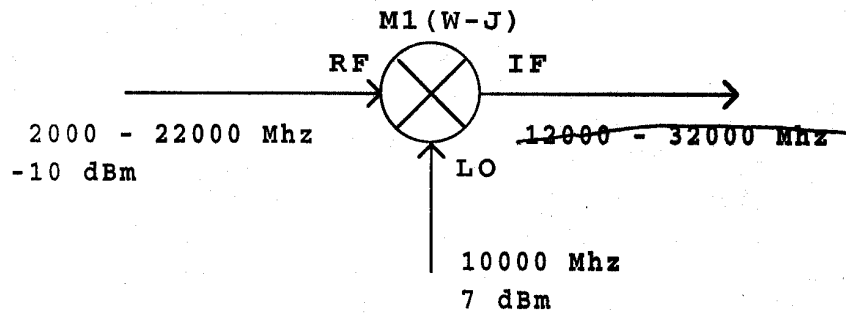 M1(W-J)
RF
IF
2000 - 22000 Mhz
-10 dBm
12000 - 32000 Mhz
LO
10000 Mhz
7 dBm